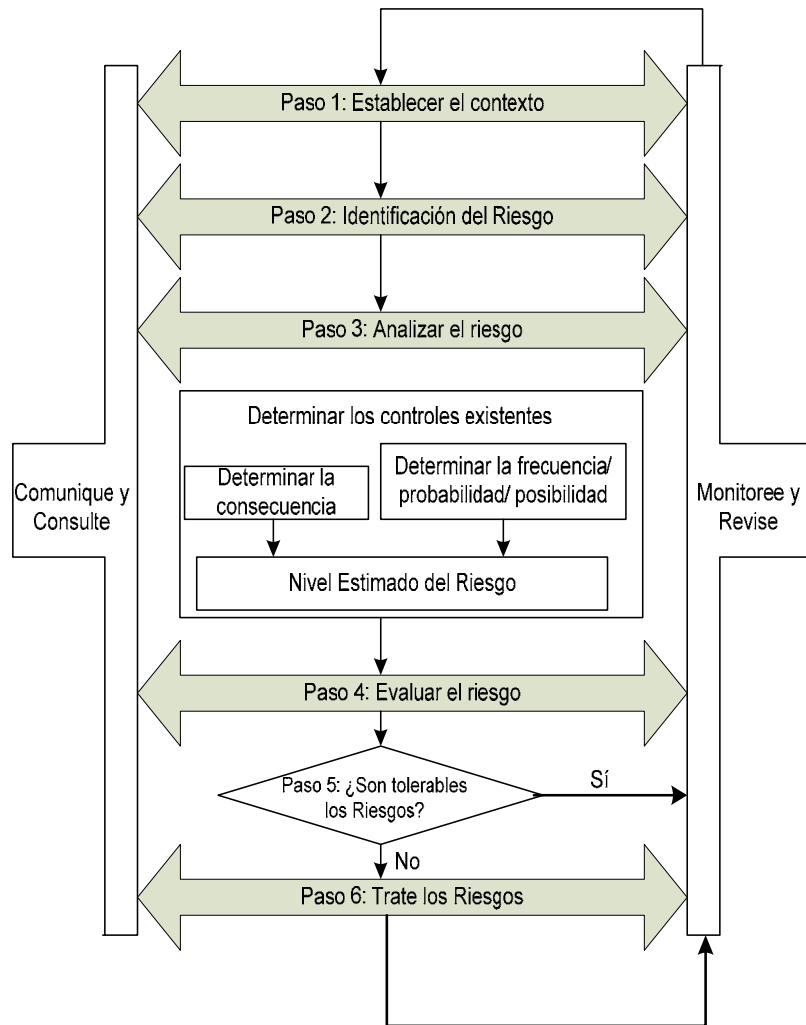 Paso 1: Establecer el contexto
Paso 2: Identificación del Riesgo
Paso 3: Analizar el riesgo
Determinar los controles existentes
Determinar la
consecuencia
Determinar la frecuencia/
probabilidad/ posibilidad
Nivel Estimado del Riesgo
Comunique y
Consulte
Monitoree y
Revise
Paso 4: Evaluar el riesgo
Paso 5: ¿Son tolerables
los Riesgos?
Sí
No
Paso 6: Trate los Riesgos